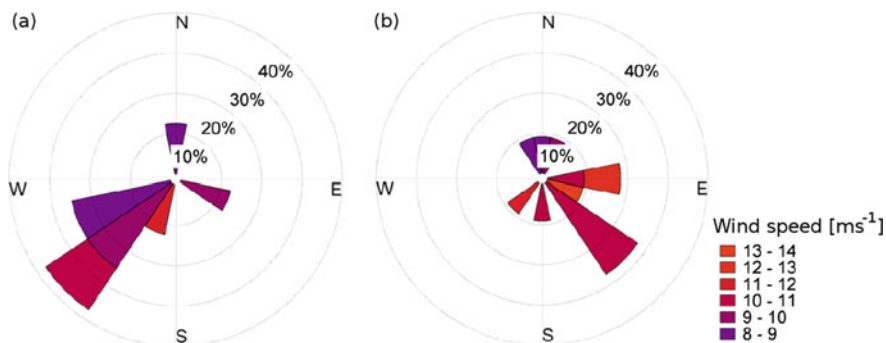 (a)
N
40%
30%
20%
10%
W
E
S
(b)
N
40%
30%
20%
10%
W
E
S
Wind speed [ms-1]
13 - 14
12 - 13
11 - 12
10 - 11
9 - 10
8 - 9